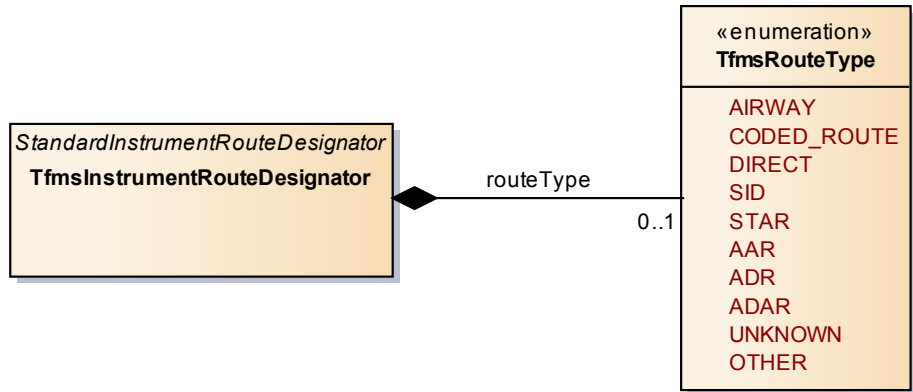 StandardInstrumentRouteDesignator
TfmsInstrumentRouteDesignator
routeType
0..1
«enumeration»
TfmsRouteType
AIRWAY
CODED_ROUTE
DIRECT
SID
STAR
AAR
ADR
ADAR
UNKNOWN
OTHER